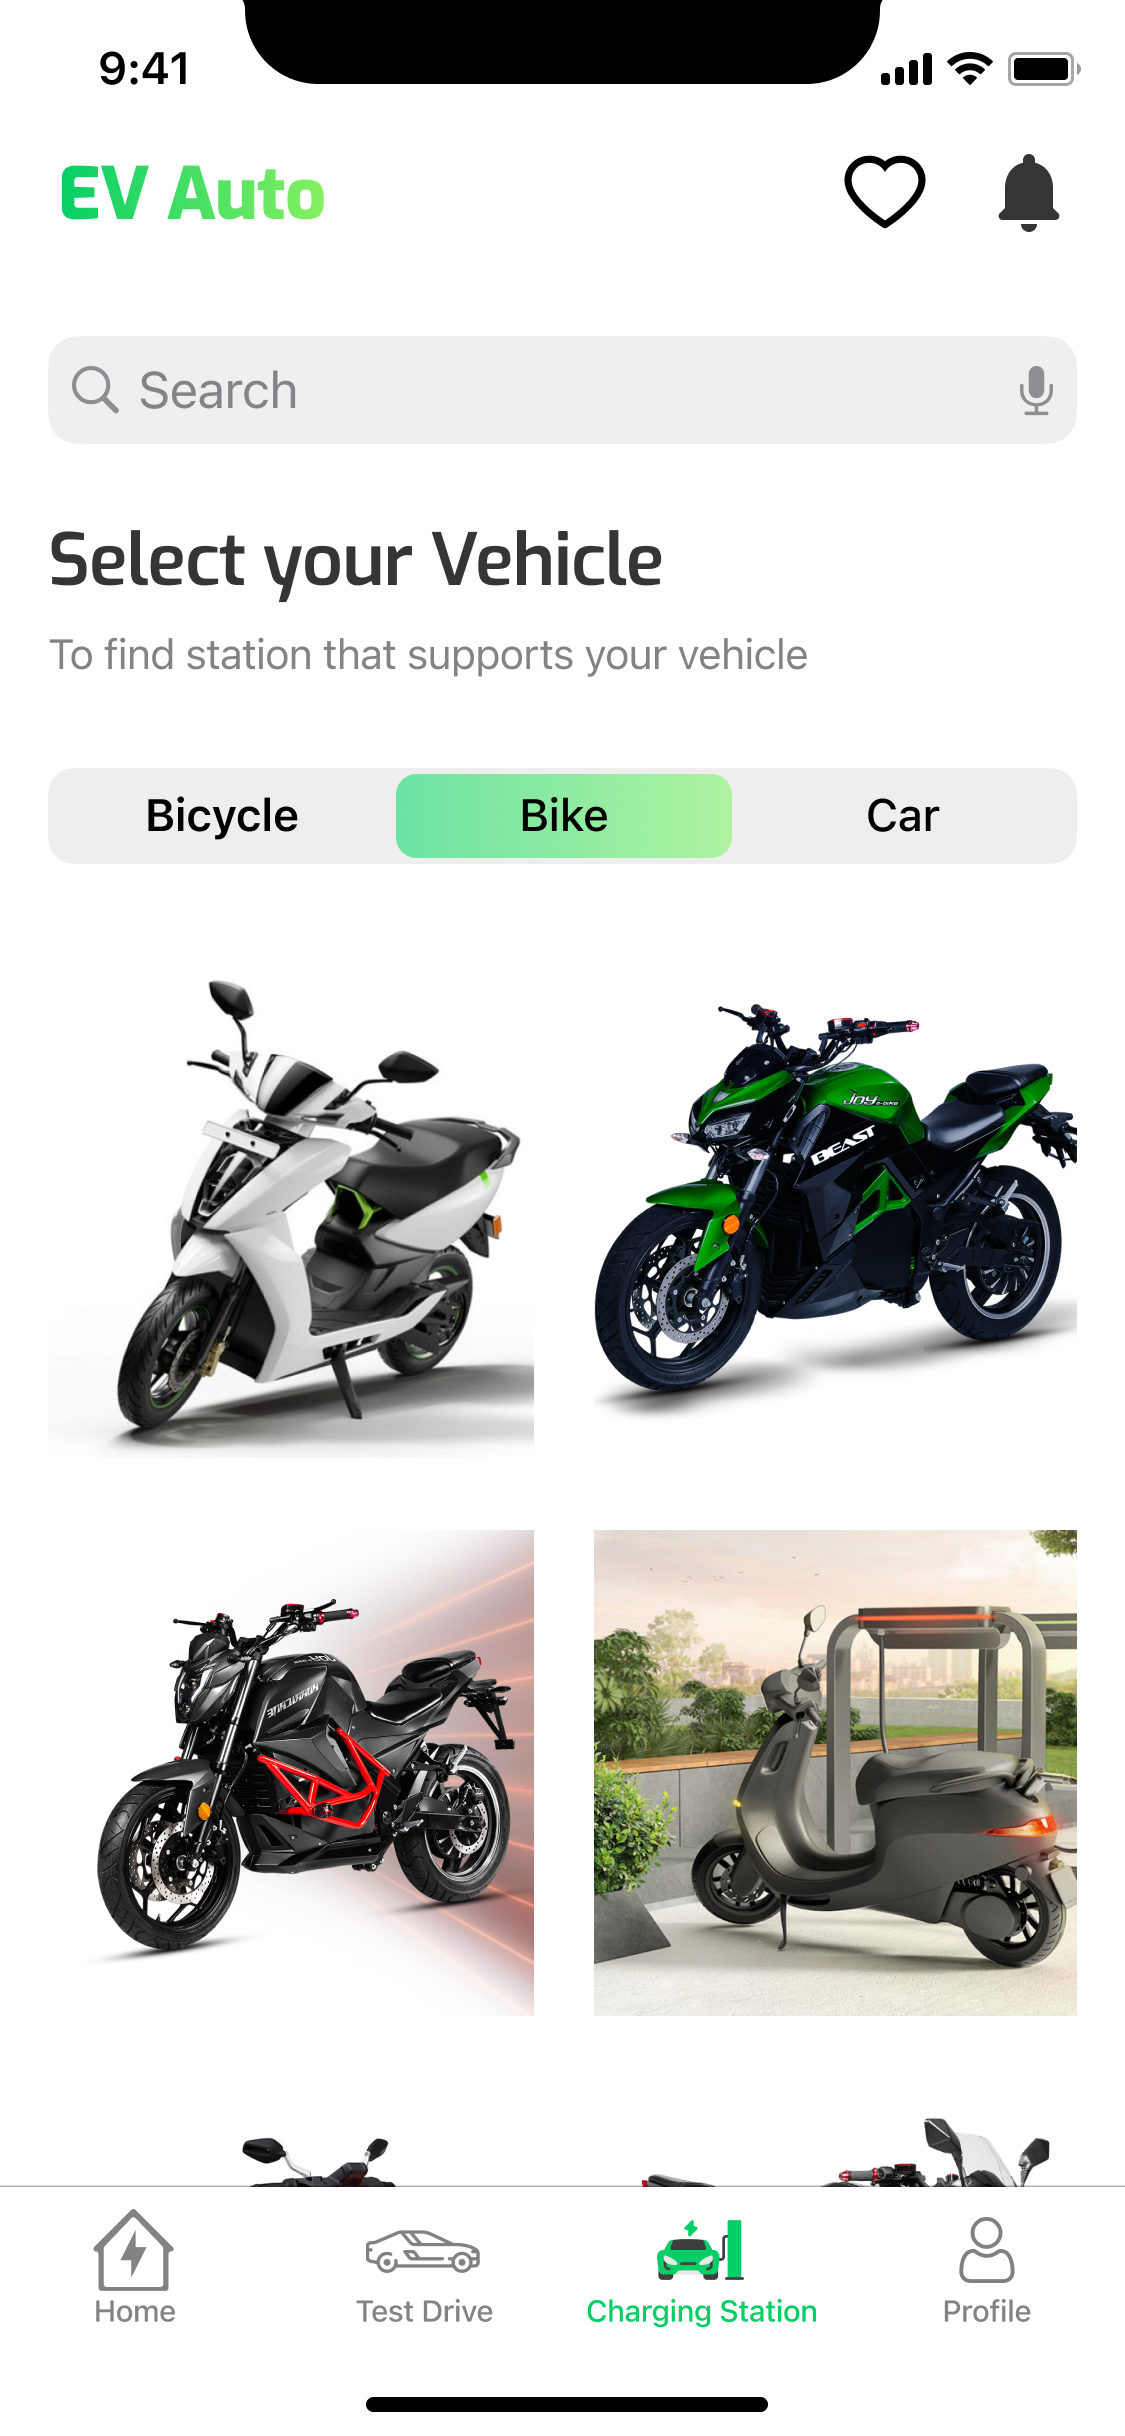 9:41
EV Auto
Search
Select your Vehicle
To find station that supports your vehicle
Bicycle Bike Car
Joy e-bike
BEAST
Home Test Drive Charging Station Profile